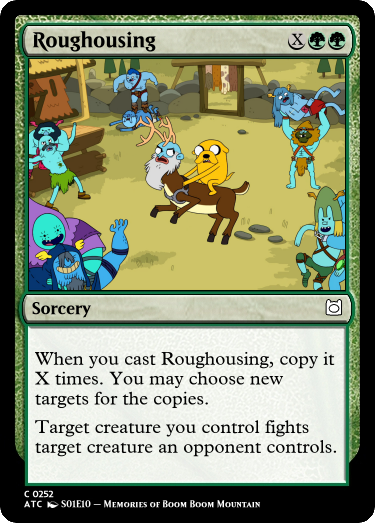 Roughousing X
Sorcery
When you cast Roughousing, copy it
X times. You may choose new
targets for the copies.
Target creature you control fights
target creature an opponent controls.
C 0252
ATC S01E10 — Memories of Boom Boom Mountain